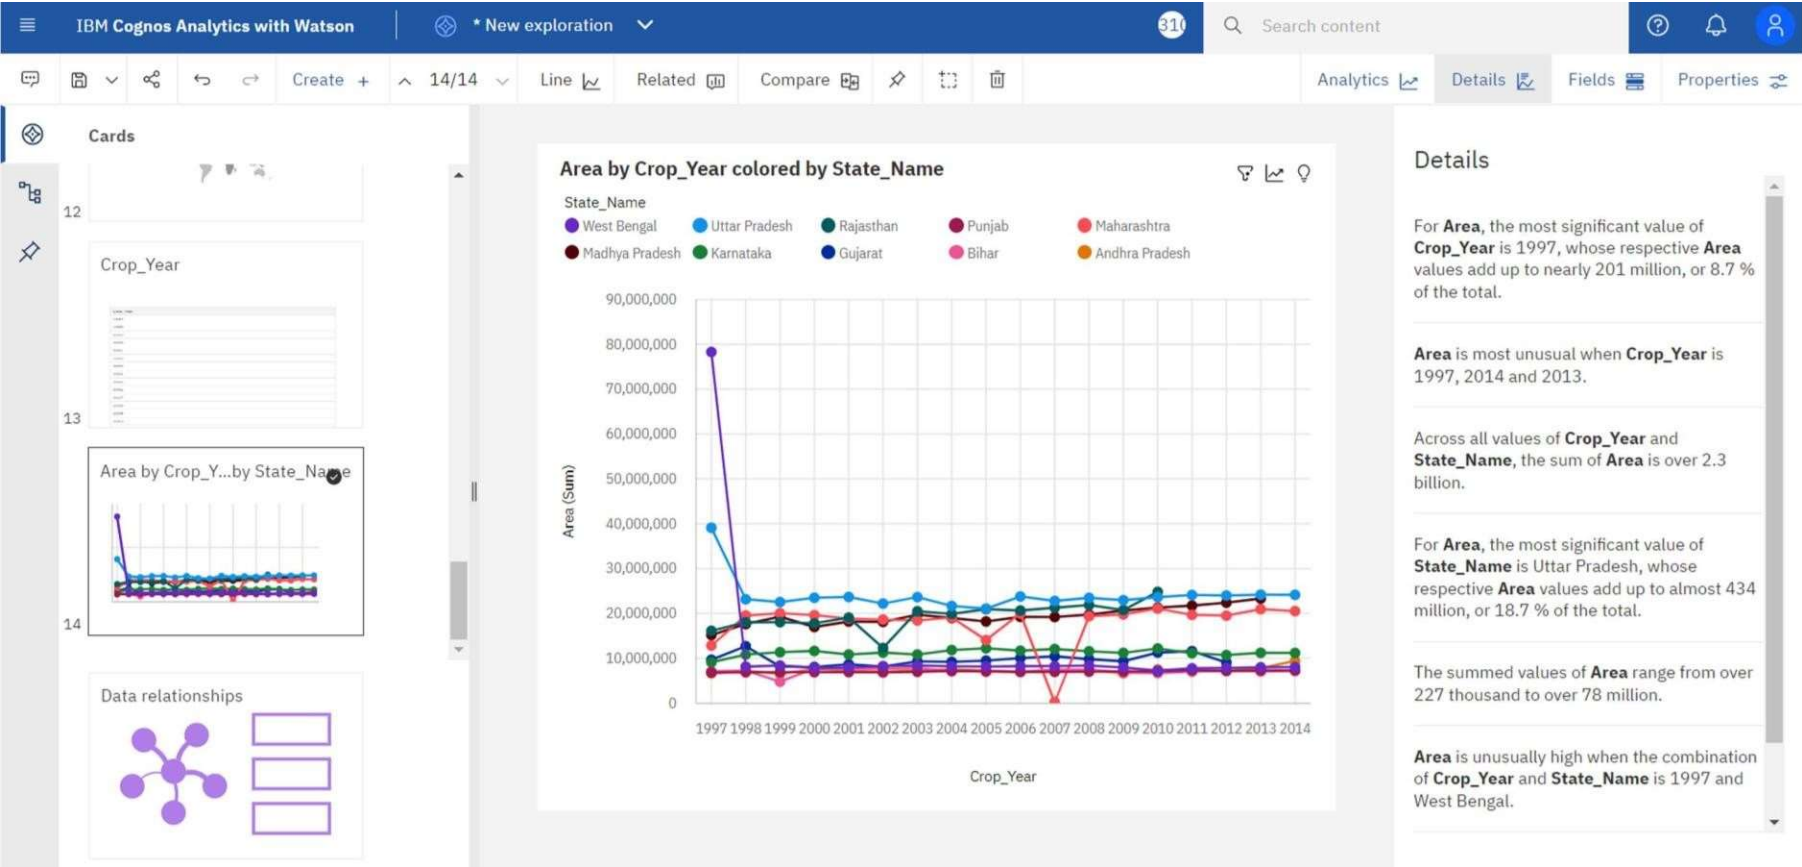 IBM Cognos Analytics with Watson
* New exploration
310
Search content
Create +
14/14
Line
Related
Compare
Analytics
Details
Fields
Properties
Cards
12
Crop_Year
13
Area by Crop_Y...by State_Name
14
Data relationships
Area by Crop_Year colored by State_Name
State_Name
West Bengal
Uttar Pradesh
Rajasthan
Punjab
Maharashtra
Madhya Pradesh
Karnataka
Gujarat
Bihar
Andhra Pradesh
Area (Sum)
90,000,000
80,000,000
70,000,000
60,000,000
50,000,000
40,000,000
30,000,000
20,000,000
10,000,000
0
1997 1998 1999 2000 2001 2002 2003 2004 2005 2006 2007 2008 2009 2010 2011 2012 2013 2014
Crop_Year
Details
For Area, the most significant value of
Crop_Year is 1997, whose respective Area
values add up to nearly 201 million, or 8.7 %
of the total.
Area is most unusual when Crop_Year is
1997, 2014 and 2013.
Across all values of Crop_Year and
State_Name, the sum of Area is over 2.3
billion.
For Area, the most significant value of
State_Name is Uttar Pradesh, whose
respective Area values add up to almost 434
million, or 18.7 % of the total.
The summed values of Area range from over
227 thousand to over 78 million.
Area is unusually high when the combination
of Crop_Year and State_Name is 1997 and
West Bengal.